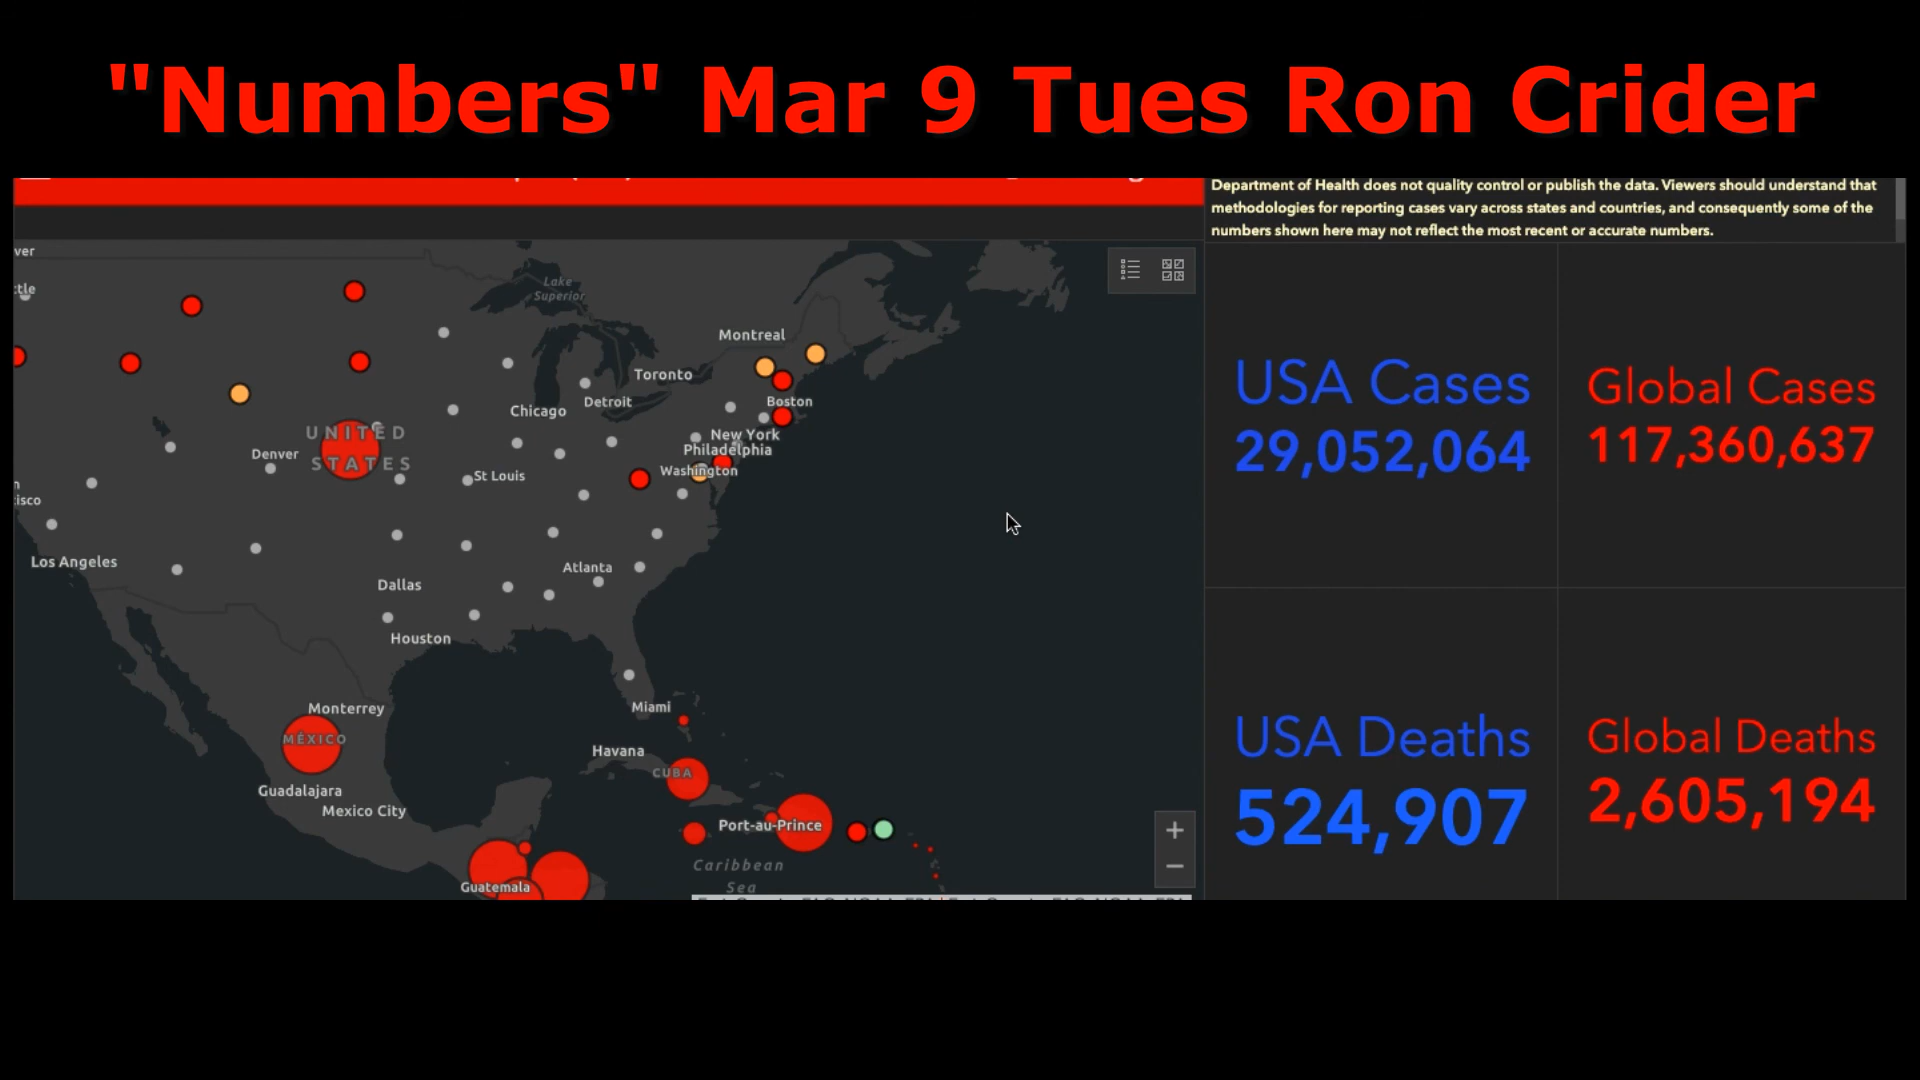 "Numbers" Mar 9 Tues Ron Crider
Department of Health does not quality control or publish the data. Viewers should understand that
methodologies for reporting cases vary across states and countries, and consequently some of the
numbers shown here may not reflect the most recent or accurate numbers.
ver
tle
Lake
Superior
Montreal
Toronto
Boston
Detroit
Chicago
New York
Philadelphia
UNITED
STATES
Denver
Washington
St Louis
isco
Los Angeles
Atlanta
Dallas
Houston
Miami
Monterrey
MÉXICO
Havana
CUBA
Guadalajara
Mexico City
Port-au-Prince
Caribbean
Sea
Guatemala
+
−
USA Cases
29,052,064
Global Cases
117,360,637
USA Deaths
524,907
Global Deaths
2,605,194